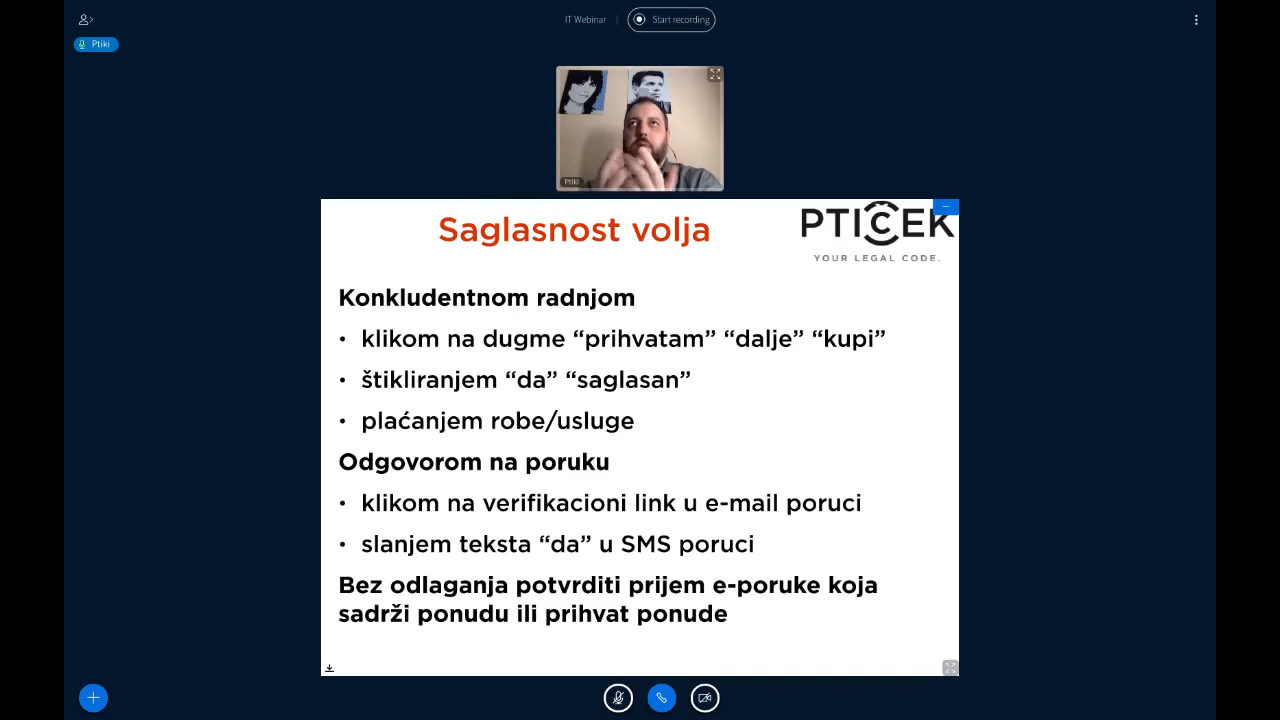 IT Webinar
Start recording
Ptiki
Ptiki
Saglasnost volja
PTIČEK
YOUR LEGAL CODE.
Konkludentnom radnjom
• klikom na dugme “prihvatam” “dalje” “kupi”
• štikliranjem “da” “saglasan”
• plaćanjem robe/usluge
Odgovorom na poruku
• klikom na verifikacioni link u e-mail poruci
• slanjem teksta “da” u SMS poruci
Bez odlaganja potvrditi prijem e-poruke koja
sadrži ponudu ili prihvat ponude